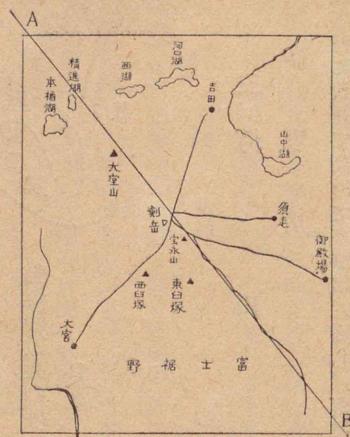 A
河口湖
西湖
精進湖
本栖湖
吉田
山中湖
大室山
須走
剣岳
宝永山
御殿場
西臼塚
東臼塚
大宮
野裾士富
B